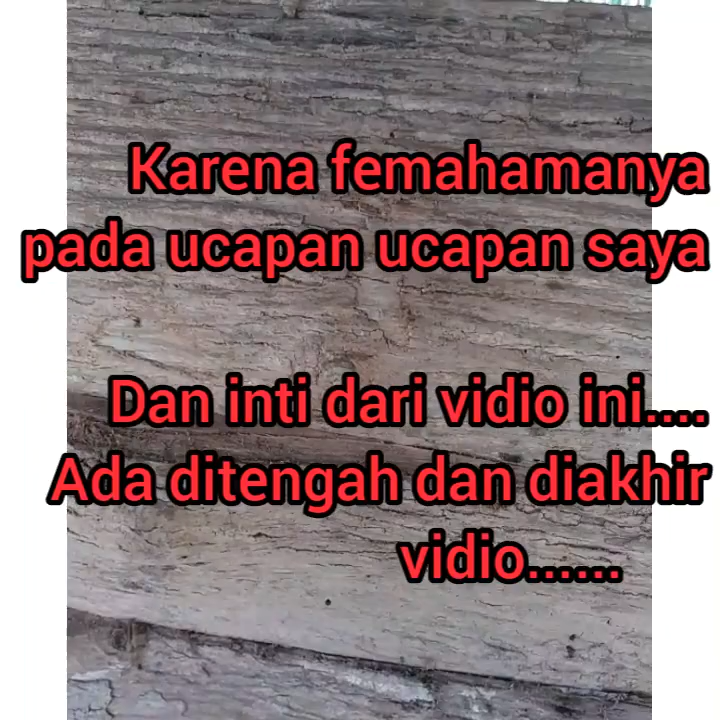 Karena femahamanya
pada ucapan ucapan saya
Dan inti dari vidio ini....
Ada ditengah dan diakhir
vidio......